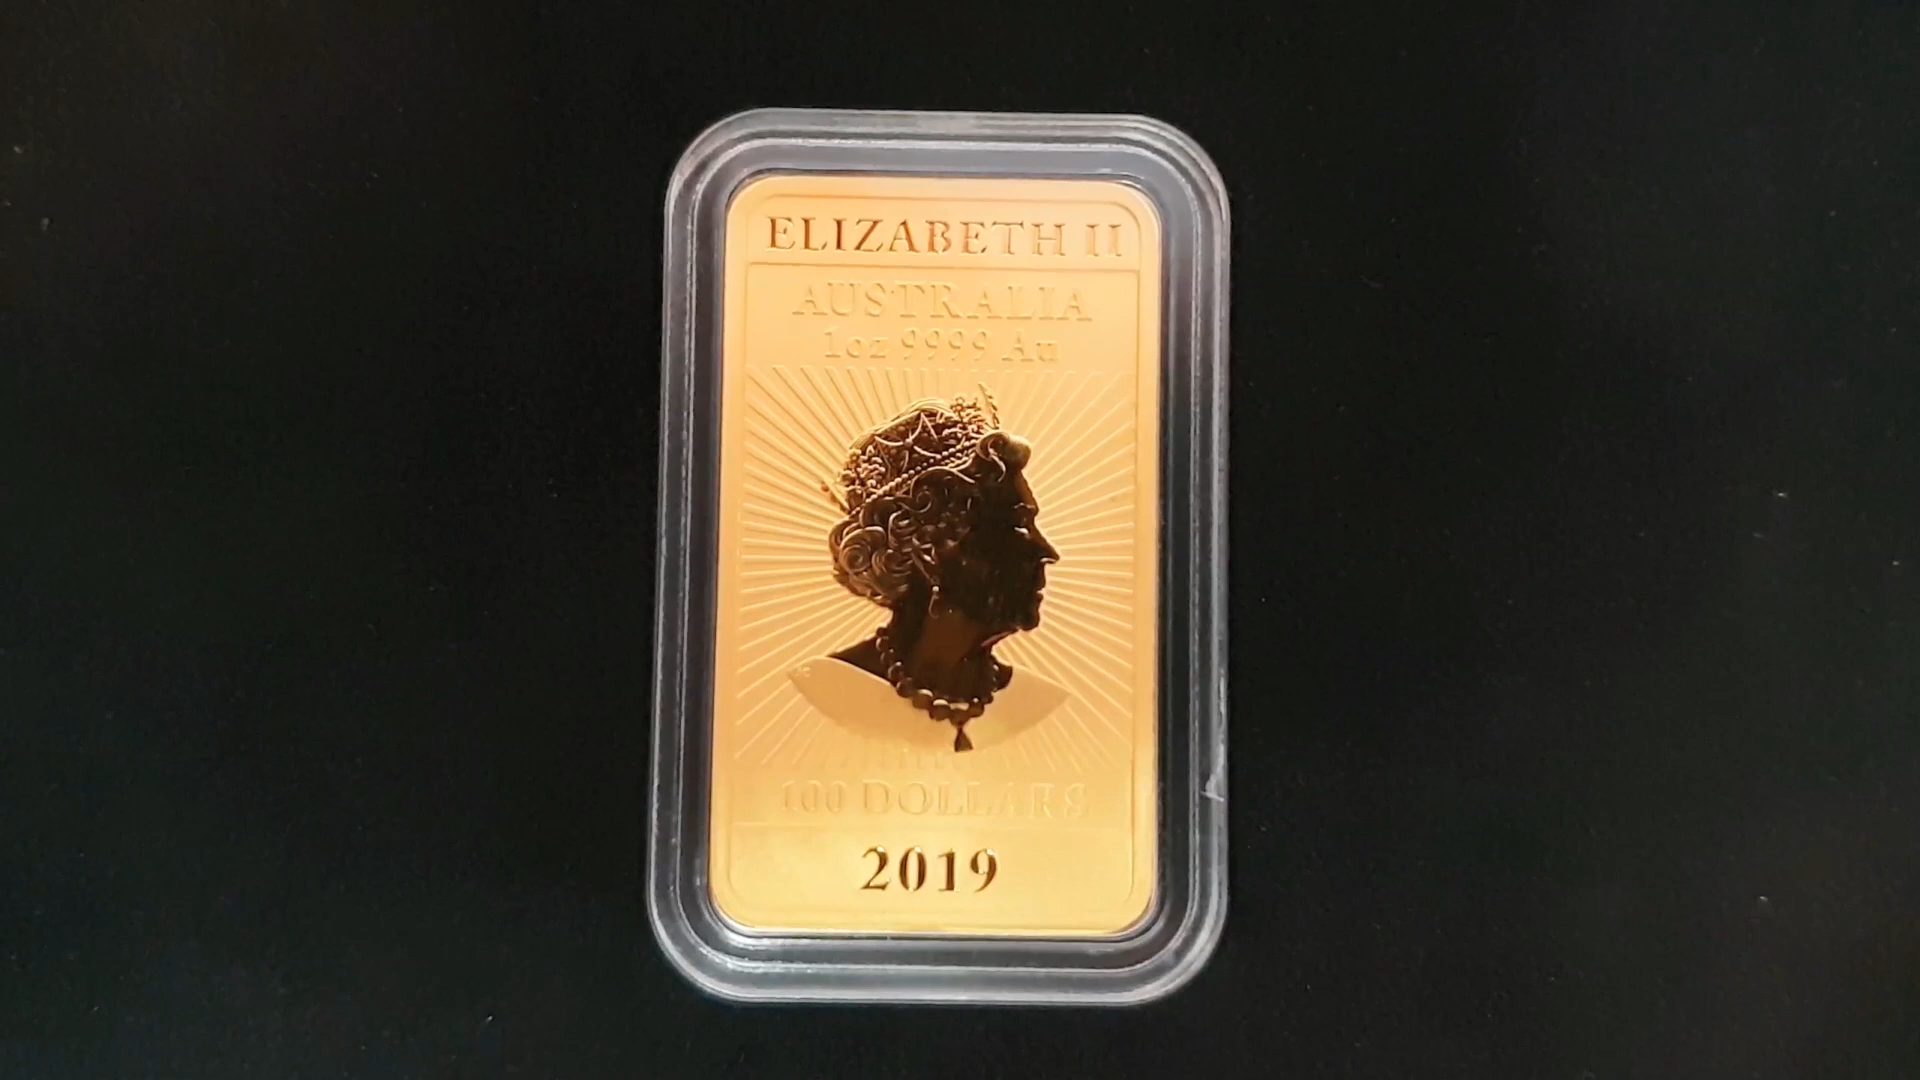 ELIZABETH II
AUSTRALIA
1oz 9999 Au
100 DOLLARS
2019